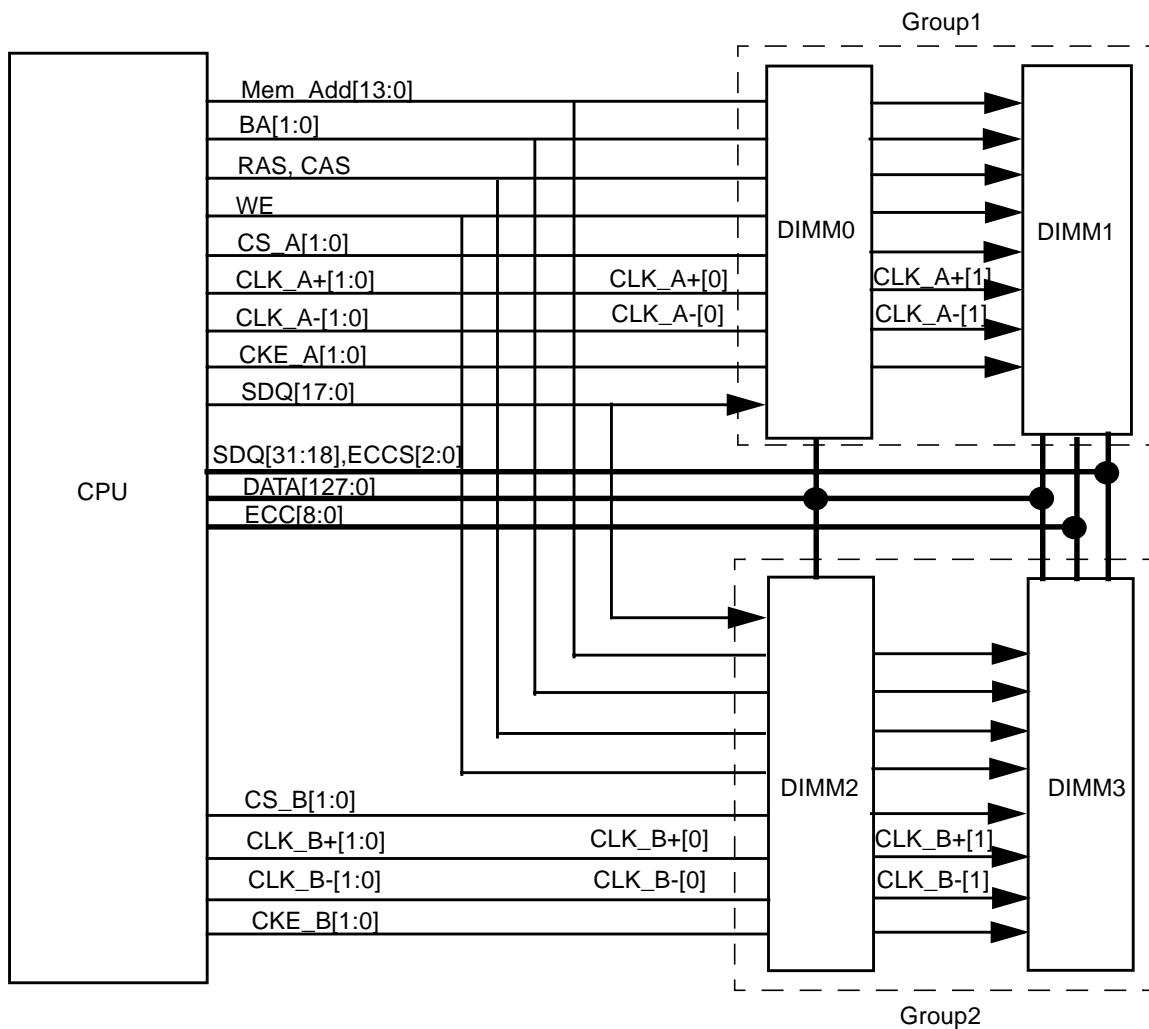 Group1
Mem_Add[13:0]
BA[1:0]
RAS, CAS
WE
CS_A[1:0]
CLK_A+[1:0]
CLK_A+[0]
CLK_A+[1]
CLK_A-[1:0]
CLK_A-[0]
CLK_A-[1]
CKE_A[1:0]
SDQ[17:0]
DIMM0
DIMM1
SDQ[31:18],ECCS[2:0]
CPU
DATA[127:0]
ECC[8:0]
DIMM2
DIMM3
CS_B[1:0]
CLK_B+[1:0]
CLK_B+[0]
CLK_B+[1]
CLK_B-[1:0]
CLK_B-[0]
CLK_B-[1]
CKE_B[1:0]
Group2